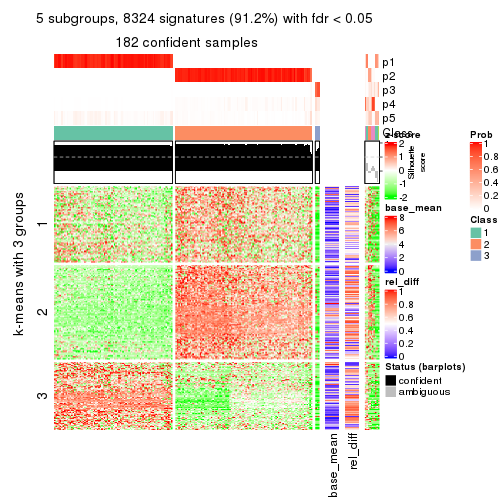 5 subgroups, 8324 signatures (91.2%) with fdr < 0.05
182 confident samples
p1
p2
p3
p4
p5
Class
Silhouette
score
k-means with 3 groups
1
2
3
base_mean
rel_diff
z-score
2
1
0
-1
-2
base_mean
8
6
4
2
0
rel_diff
1
0.8
0.6
0.4
0.2
0
Status (barplots)
confident
ambiguous
Prob
1
0.8
0.6
0.4
0.2
0
Class
1
2
3